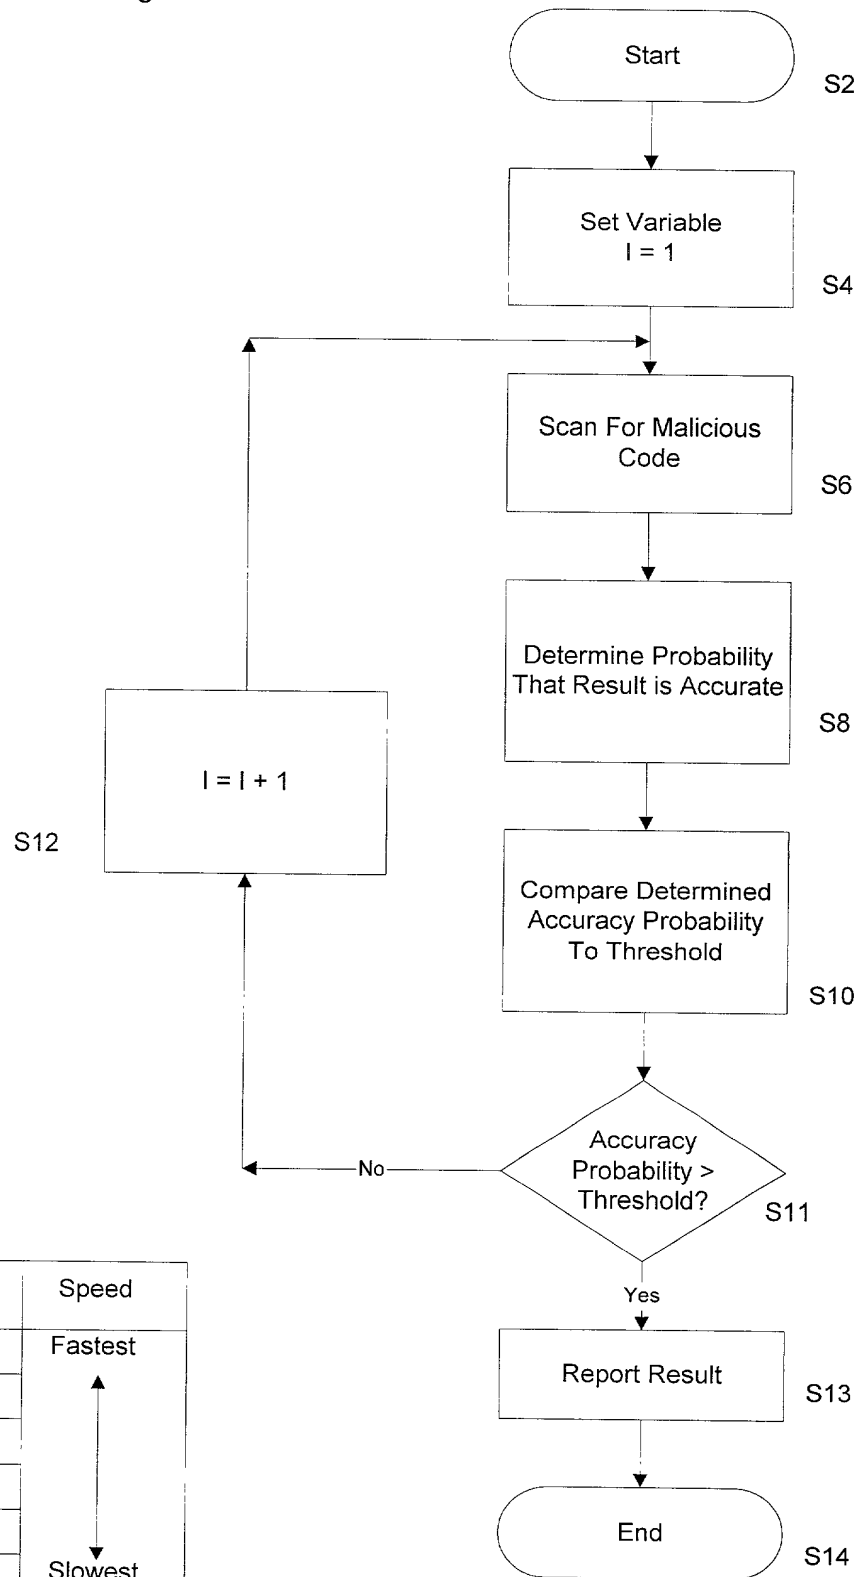 Start
S2
Set Variable
I = 1
S4
Scan For Malicious
Code
S6
Determine Probability
That Result is Accurate
S8
I = I + 1
S12
Compare Determined
Accuracy Probability
To Threshold
S10
Accuracy
Probability >
Threshold?
S11
No
Yes
Speed
Fastest
Slowest
Report Result
S13
End
S14